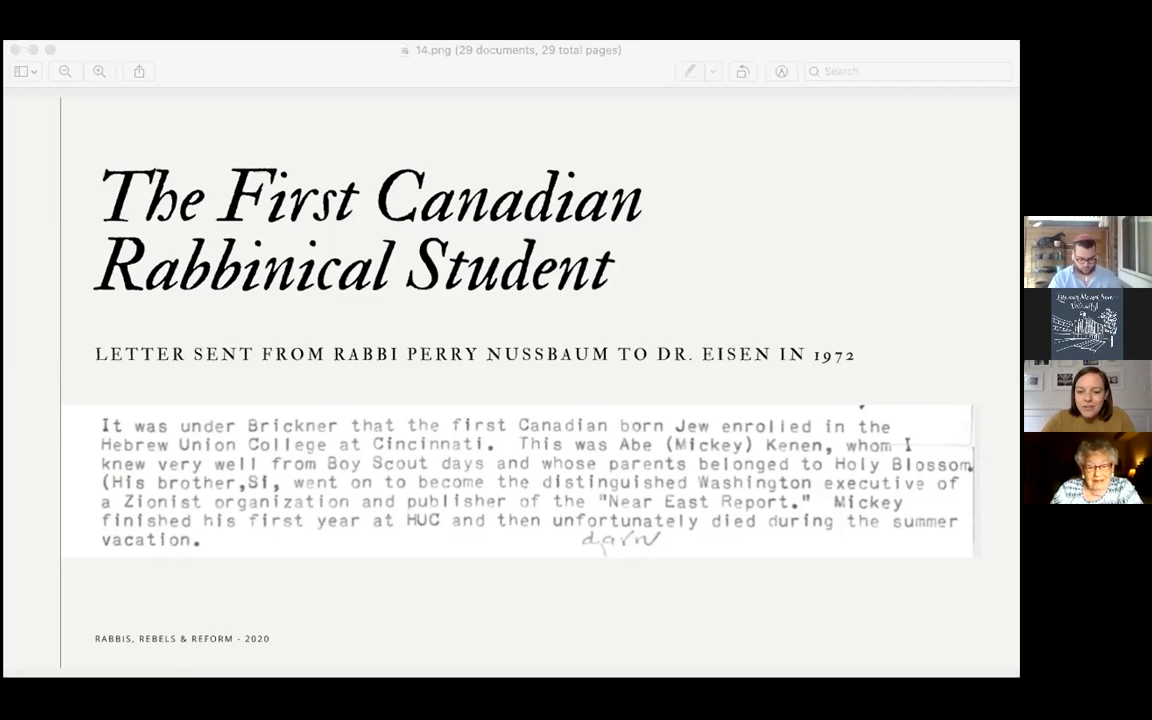 14.png (29 documents, 29 total pages)
Search
The First Canadian
Rabbinical Student
LETTER SENT FROM RABBI PERRY NUSSBAUM TO DR. EISEN IN 1972
It was under Brickner that the first Canadian born Jew enrolled in the
Hebrew Union College at Cincinnati. This was Abe (Mickey) Kenen, whom I
knew very well from Boy Scout days and whose parents belonged to Holy Blossom.
(His brother,Si, went on to become the distinguished Washington executive of
a Zionist organization and publisher of the "Near East Report." Mickey
finished his first year at HUC and then unfortunately died during the summer
vacation.
RABBIS, REBELS & REFORM - 2020